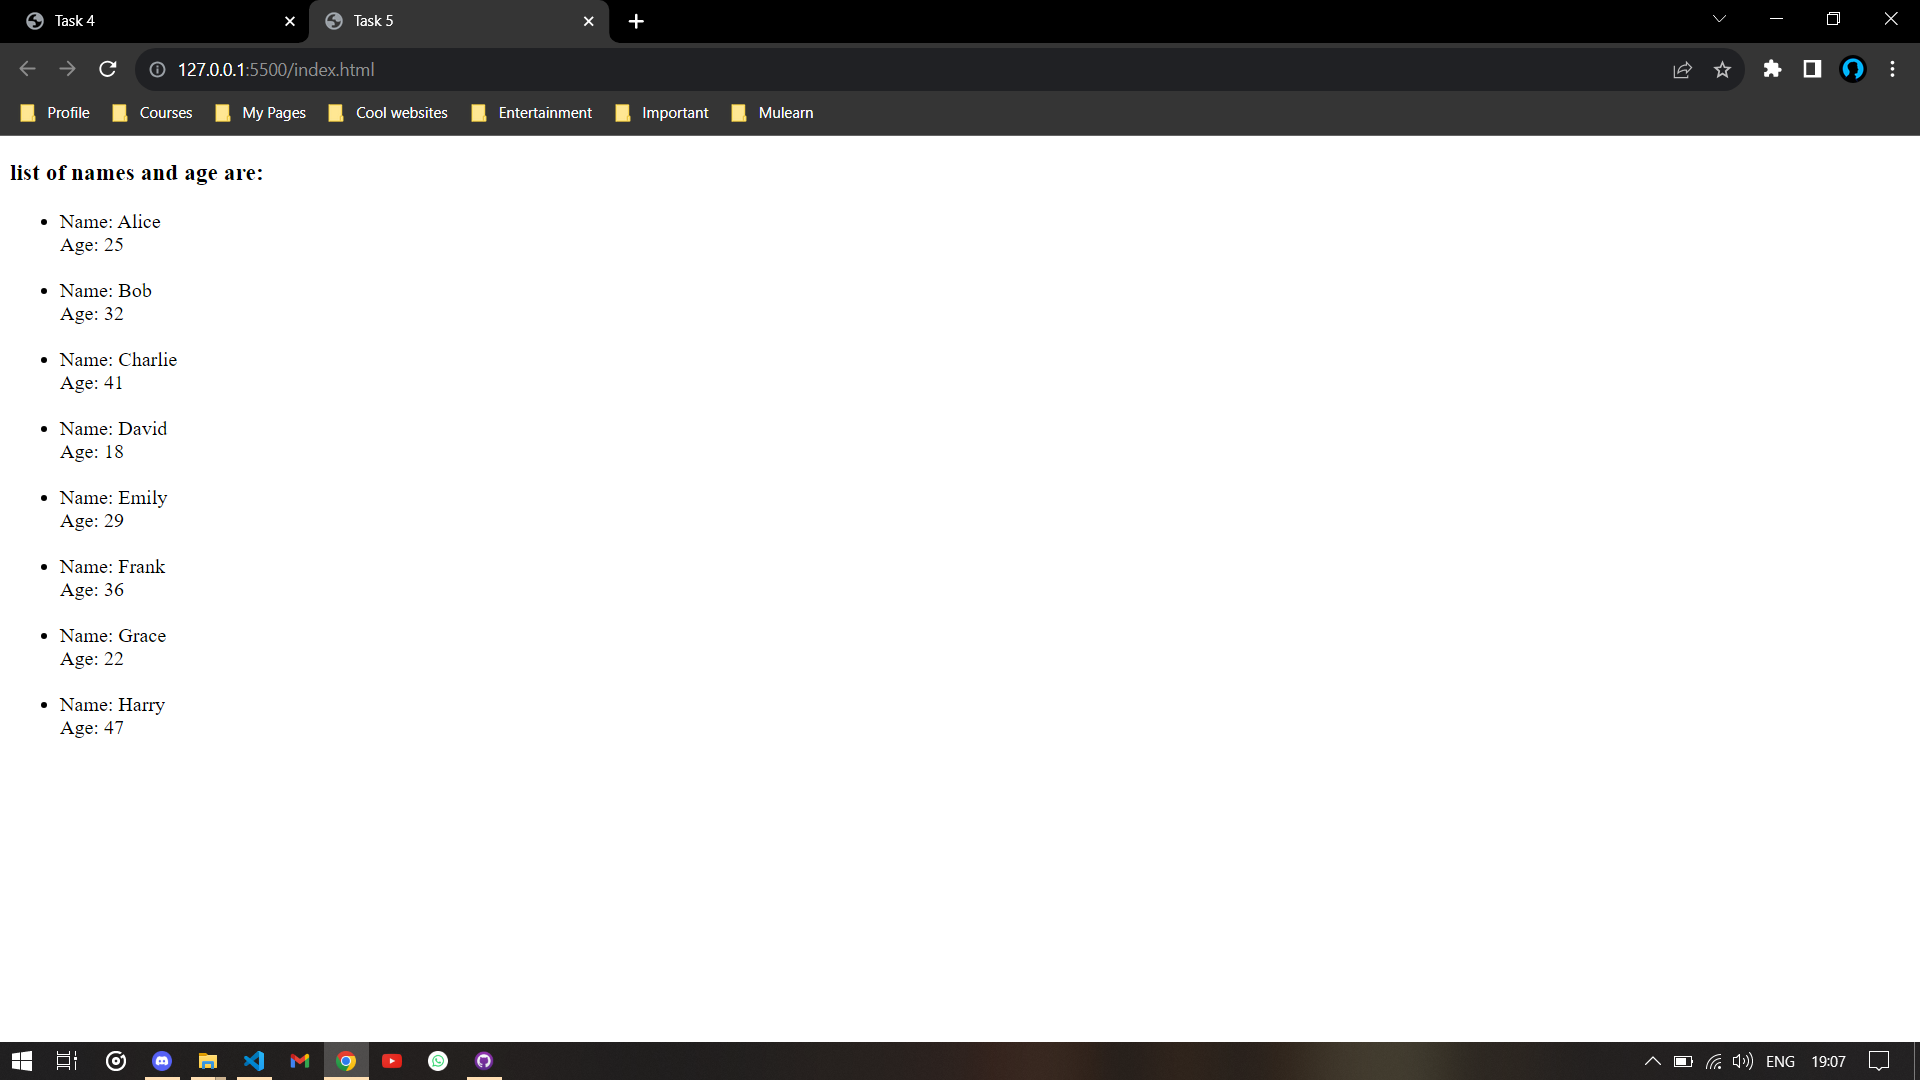 Task 4
Task 5
127.0.0.1:5500/index.html
Profile Courses My Pages Cool websites Entertainment Important Mulearn
list of names and age are:
Name: Alice
Age: 25
Name: Bob
Age: 32
Name: Charlie
Age: 41
Name: David
Age: 18
Name: Emily
Age: 29
Name: Frank
Age: 36
Name: Grace
Age: 22
Name: Harry
Age: 47
ENG 19:07